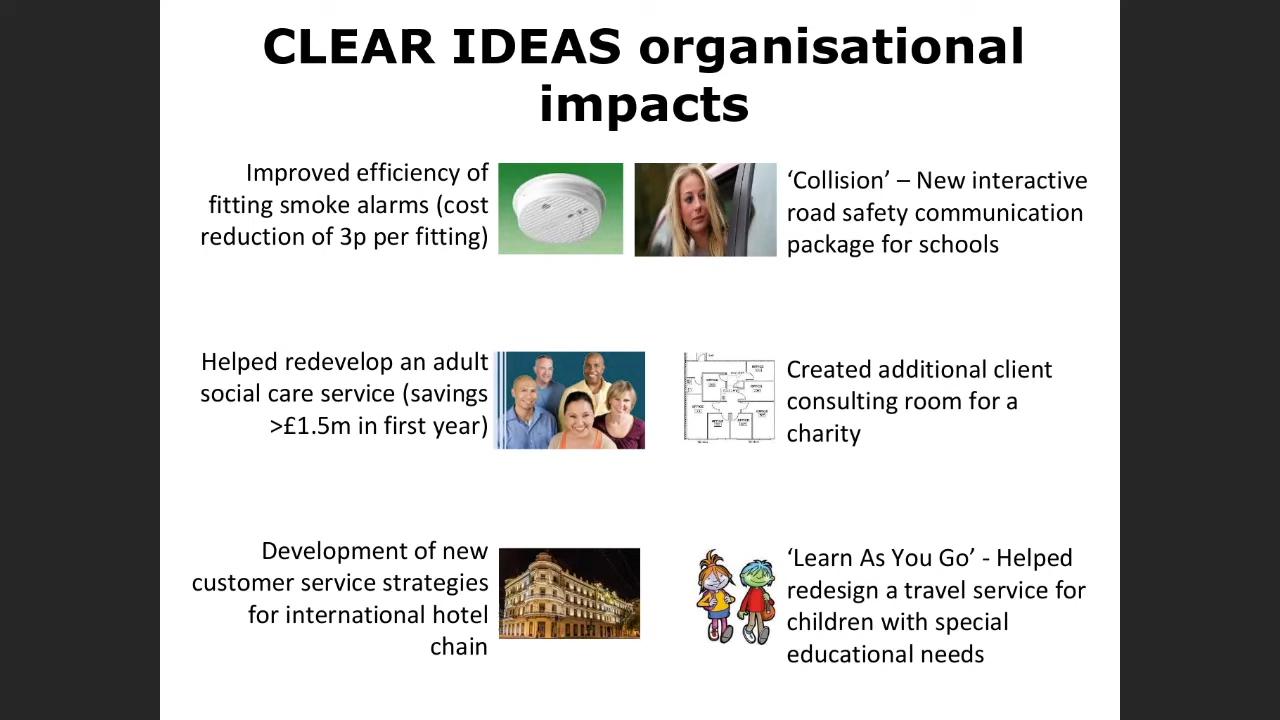 CLEAR IDEAS organisational
impacts
Improved efficiency of
fitting smoke alarms (cost
reduction of 3p per fitting)
‘Collision’ – New interactive
road safety communication
package for schools
Helped redevelop an adult
social care service (savings
>£1.5m in first year)
Created additional client
consulting room for a
charity
Development of new
customer service strategies
for international hotel
chain
‘Learn As You Go’ - Helped
redesign a travel service for
children with special
educational needs